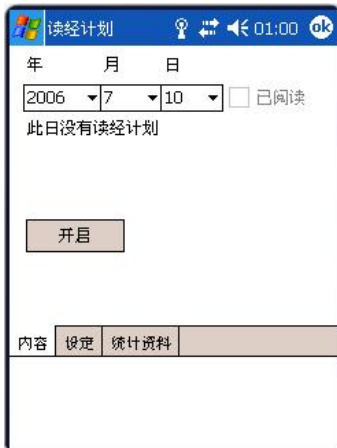 读经计划 01:00 ok
年 月 日
2006 7 10 已阅读
此日没有读经计划
开启
内容 设定 统计资料